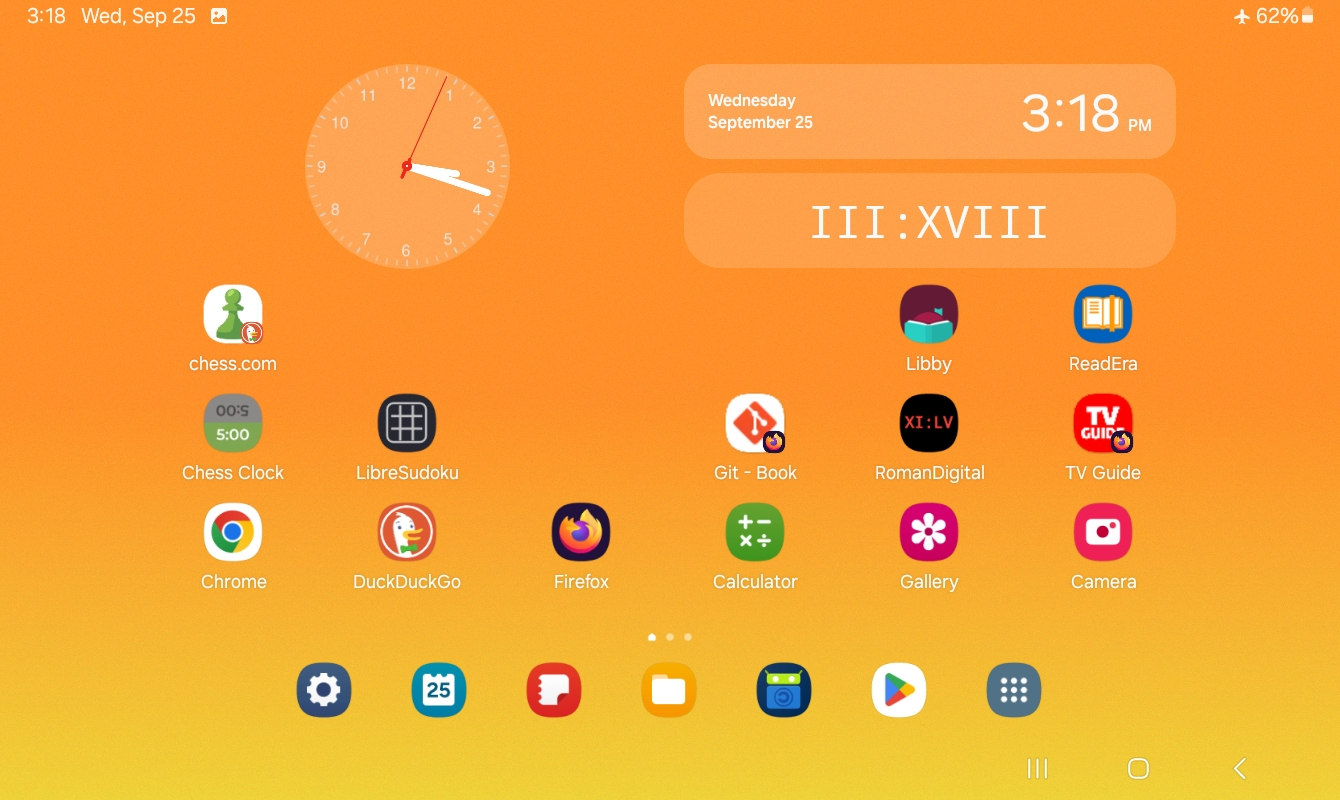 3:18 Wed, Sep 25
62%
12
11
1
10
2
9
3
8
4
7
5
6
Wednesday
September 25
3:18 PM
III:XVIII
chess.com
Libby
ReadEra
5:00
5:00
XI:LV
TV
GUIDE
Chess Clock
LibreSudoku
Git - Book
RomanDigital
TV Guide
Chrome
DuckDuckGo
Firefox
Calculator
Gallery
Camera
25